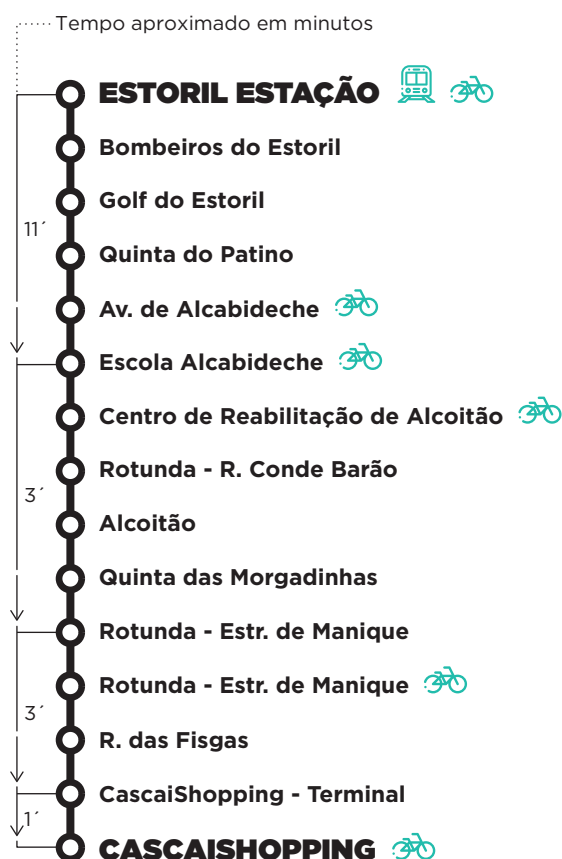 Tempo aproximado em minutos
ESTORIL ESTAÇÃO
Bombeiros do Estoril
Golf do Estoril
11´
Quinta do Patino
Av. de Alcabideche
Escola Alcabideche
Centro de Reabilitação de Alcoitão
Rotunda - R. Conde Barão
3´
Alcoitão
Quinta das Morgadinhas
Rotunda - Estr. de Manique
Rotunda - Estr. de Manique
3´
R. das Fisgas
CascaiShopping - Terminal
1´
CASCAISHOPPING